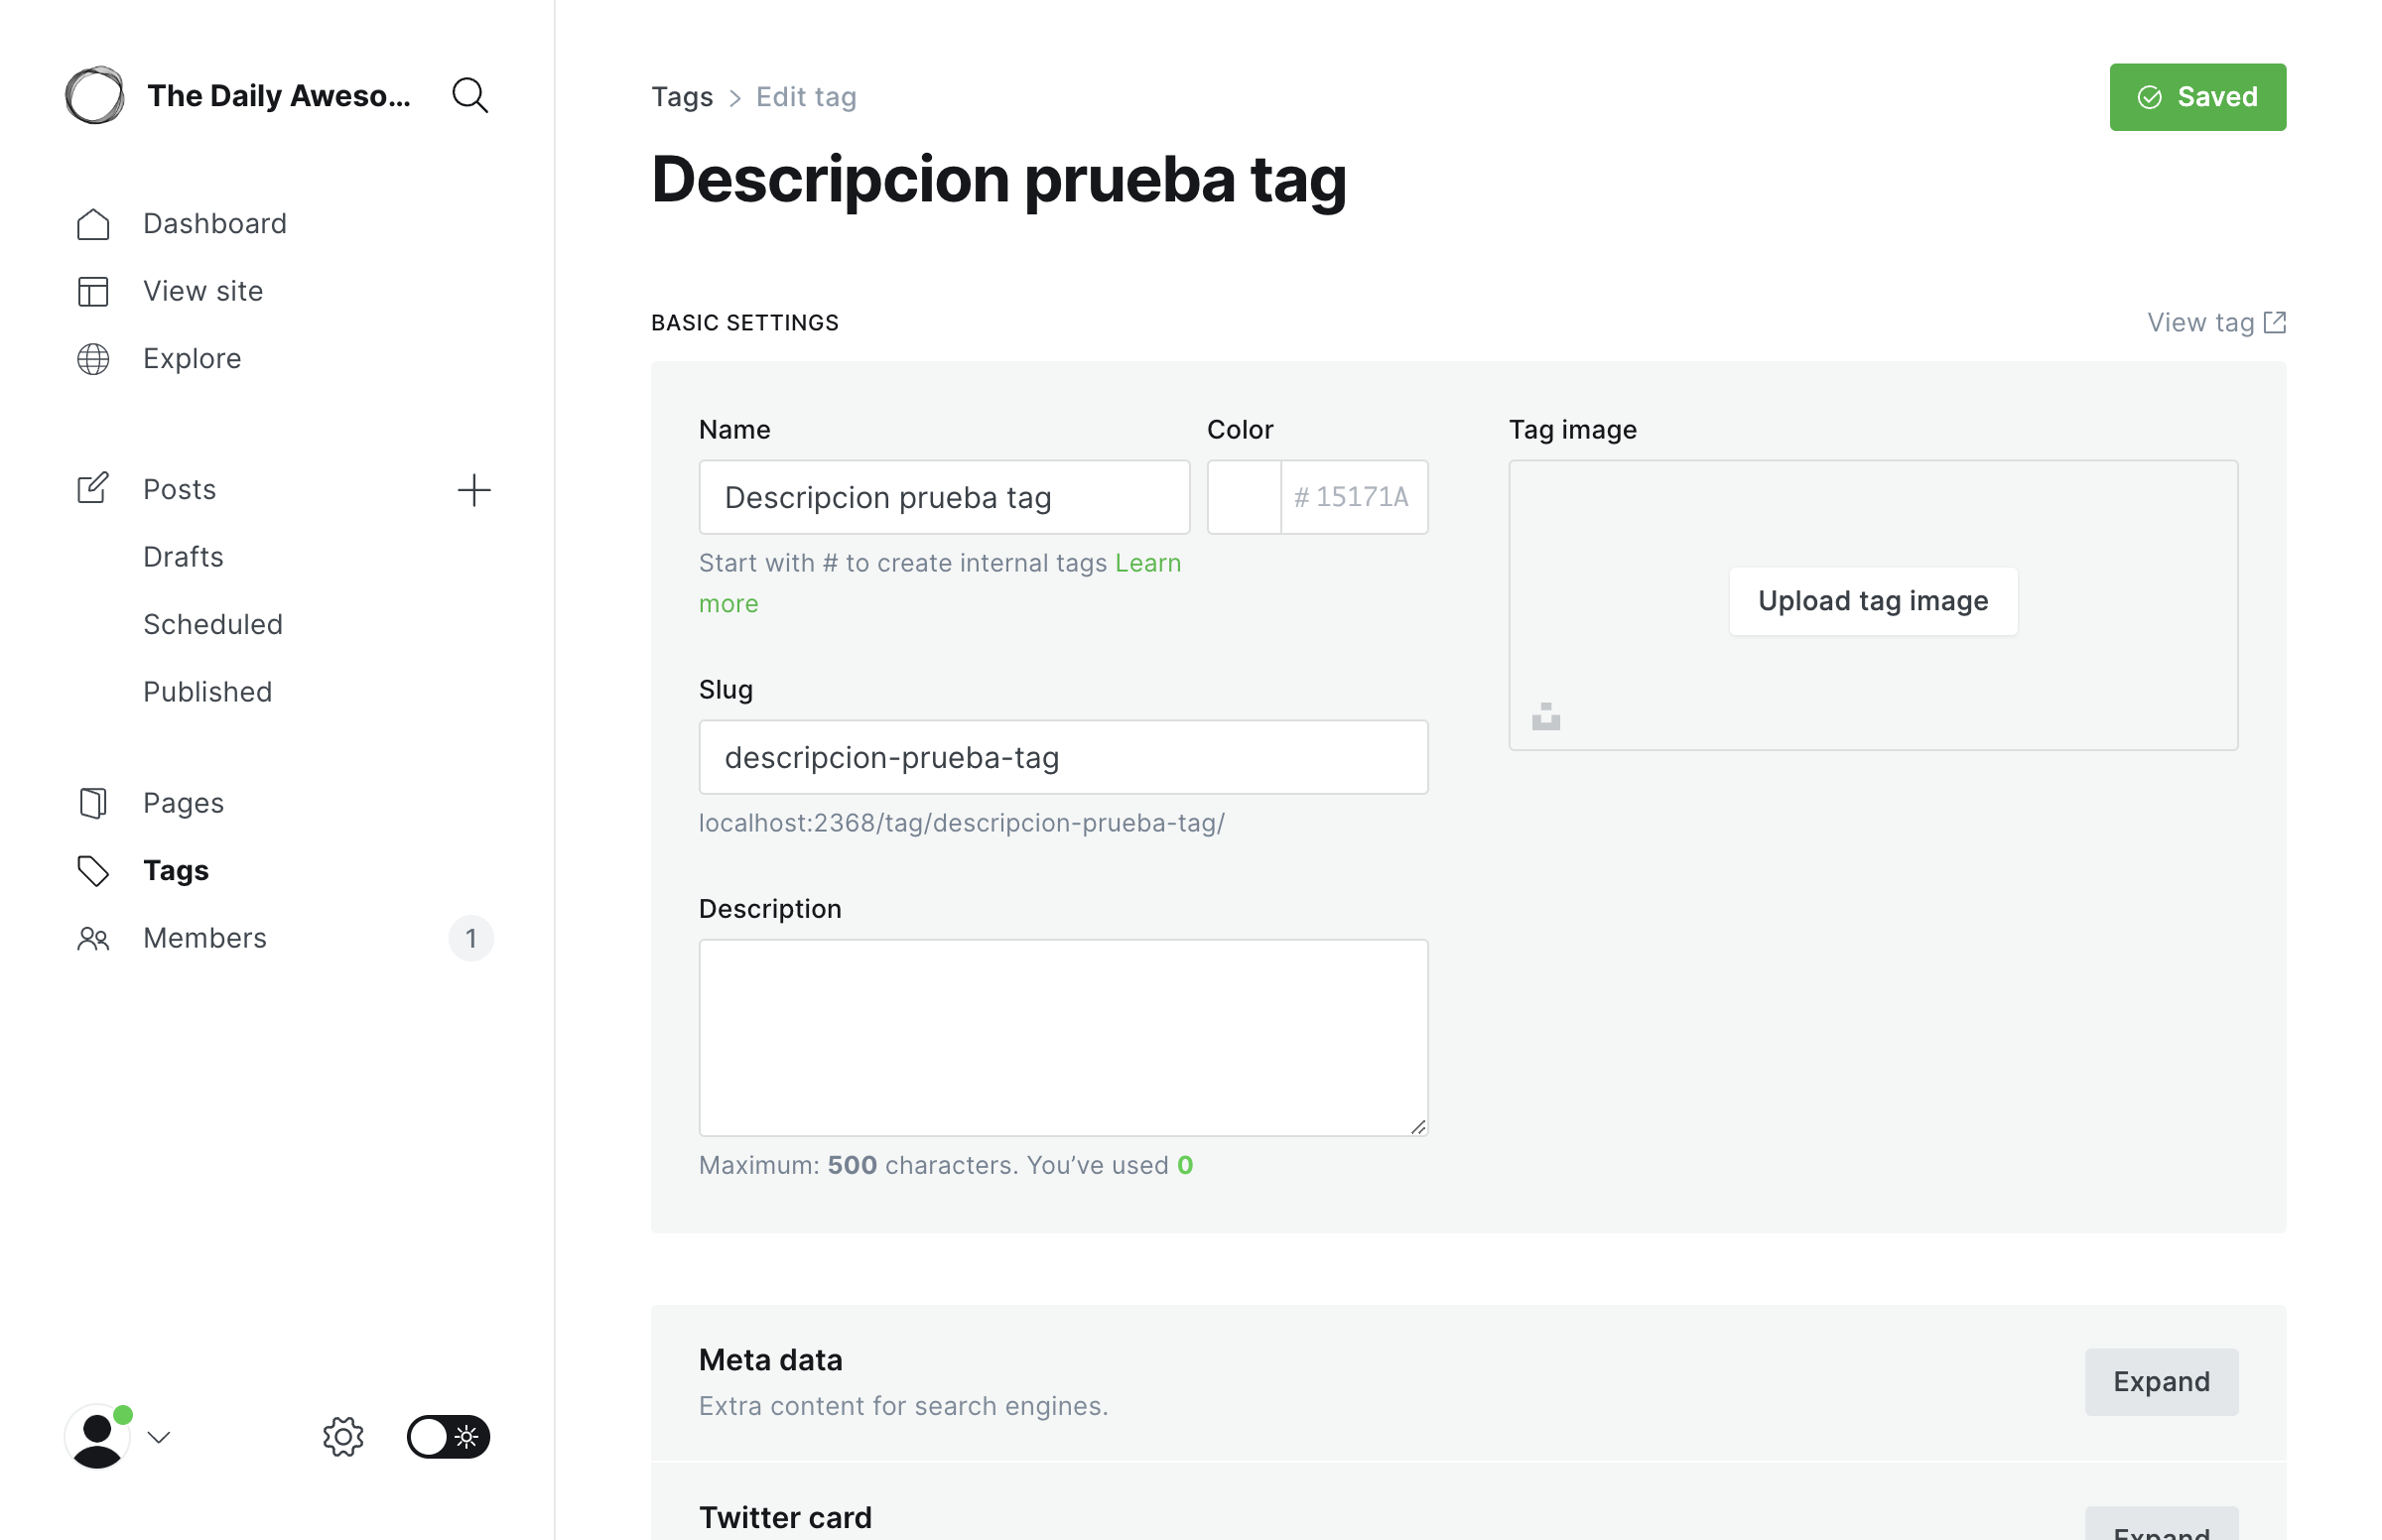 The Daily Aweso...
Dashboard
View site
Explore
Posts
Drafts
Scheduled
Published
Pages
Tags
Members
1
Tags > Edit tag
Saved
Descripcion prueba tag
BASIC SETTINGS
View tag
Name
Descripcion prueba tag
Start with # to create internal tags Learn
more
Color
# 15171A
Slug
descripcion-prueba-tag
localhost:2368/tag/descripcion-prueba-tag/
Description
Maximum: 500 characters. You’ve used 0
Tag image
Upload tag image
Meta data
Extra content for search engines.
Expand
Twitter card
Expand